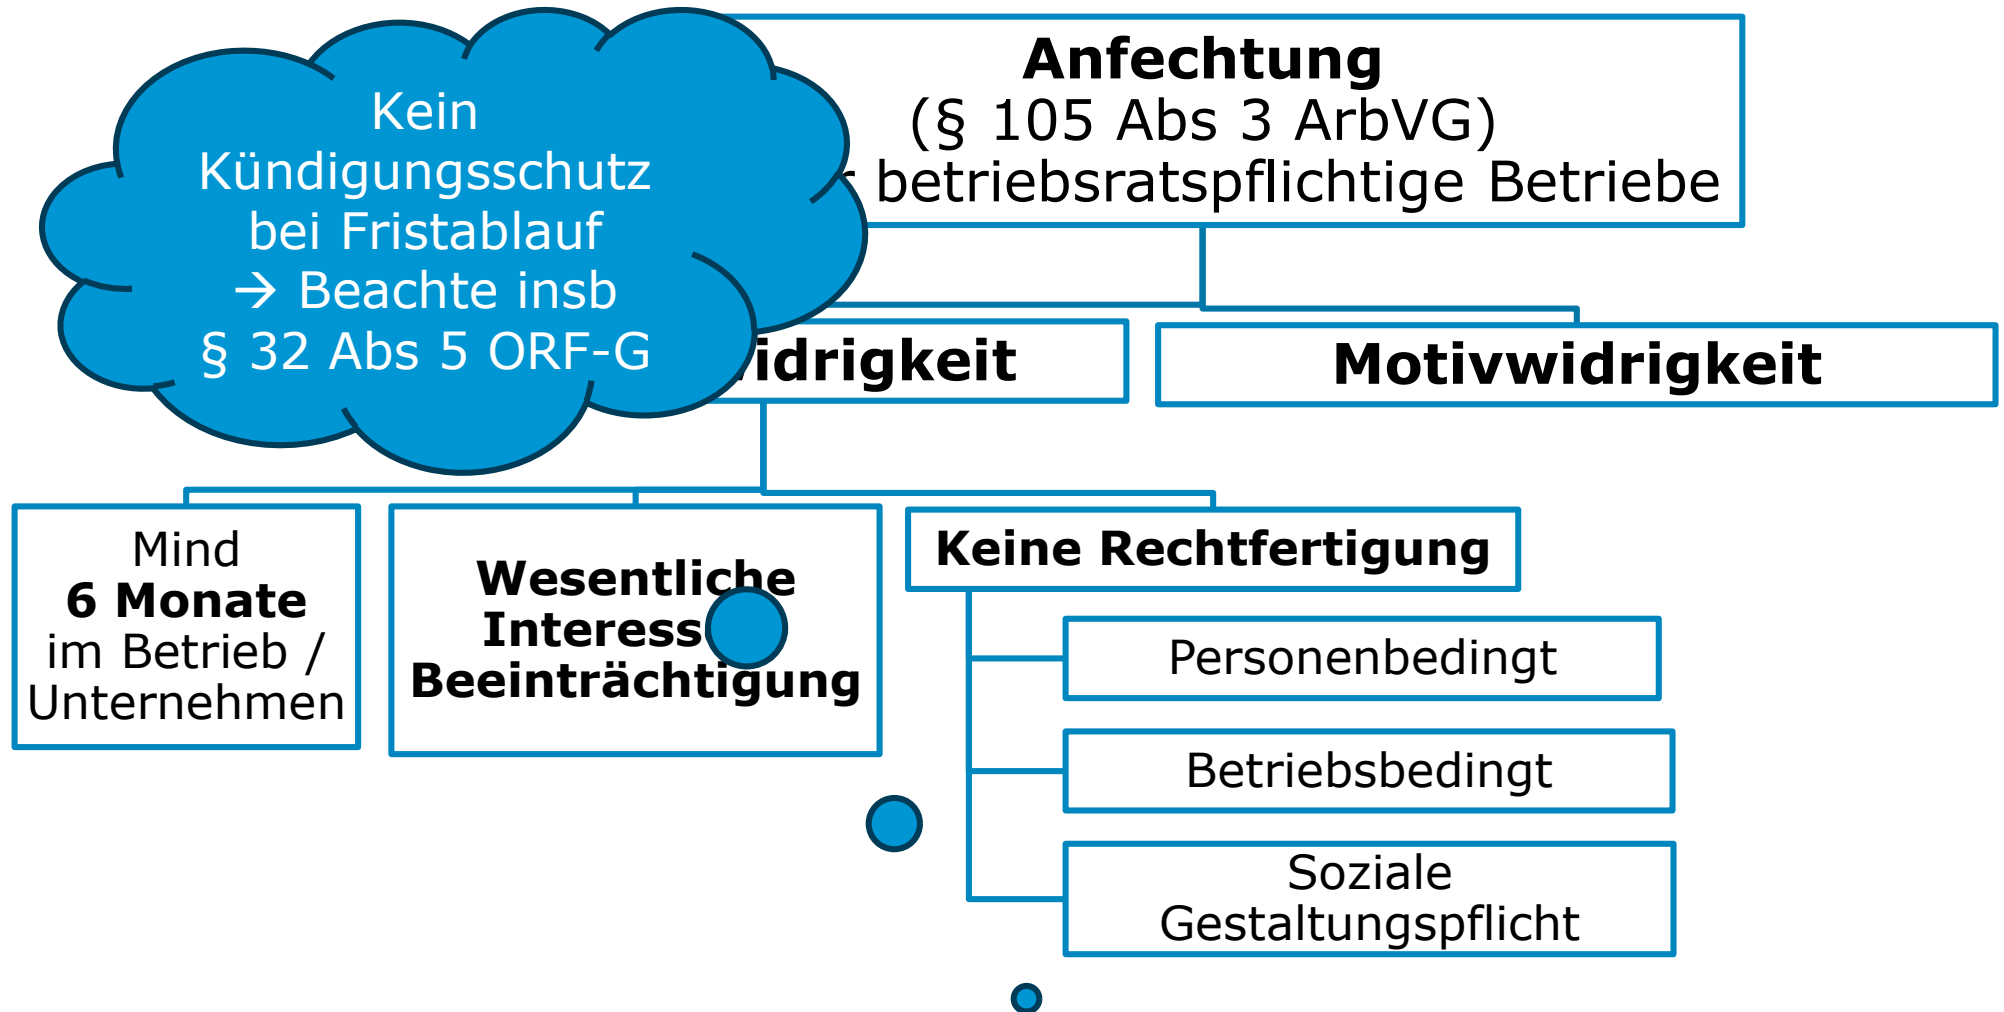 Kein
Kündigungsschutz
bei Fristablauf
→ Beachte insb
§ 32 Abs 5 ORF-G
Anfechtung
(§ 105 Abs 3 ArbVG)
betriebsratspflichtige Betriebe
idrigkeit
Motivwidrigkeit
Mind
6 Monate
im Betrieb /
Unternehmen
Wesentliche
Interess
Beeinträchtigung
Keine Rechtfertigung
Personenbedingt
Betriebsbedingt
Soziale
Gestaltungspflicht